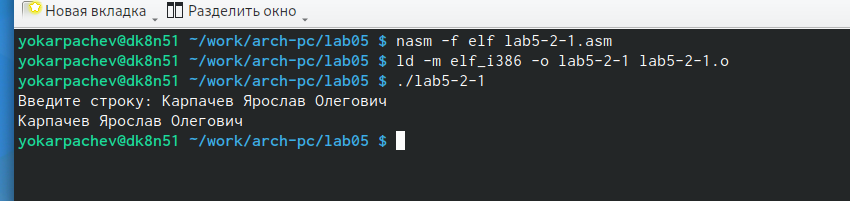 Новая вкладка Разделить окно
yokarpachev@dk8n51 ~/work/arch-pc/lab05 $ nasm -f elf lab5-2-1.asm
yokarpachev@dk8n51 ~/work/arch-pc/lab05 $ ld -m elf_i386 -o lab5-2-1 lab5-2-1.o
yokarpachev@dk8n51 ~/work/arch-pc/lab05 $ ./lab5-2-1
Введите строку: Карпачев Ярослав Олегович
Карпачев Ярослав Олегович
yokarpachev@dk8n51 ~/work/arch-pc/lab05 $